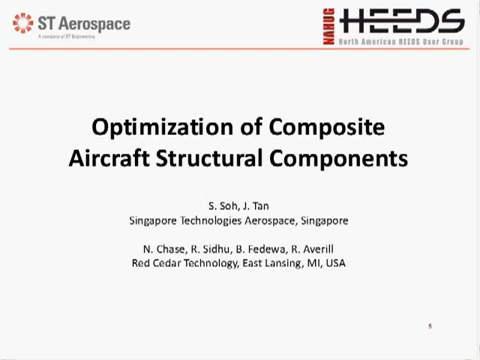 ST Aerospace
A company of ST Engineering
NAHUG
HEEDS
North American HEEDS User Group
Optimization of Composite
Aircraft Structural Components
S. Soh, J. Tan
Singapore Technologies Aerospace, Singapore
N. Chase, R. Sidhu, B. Fedewa, R. Averill
Red Cedar Technology, East Lansing, MI, USA